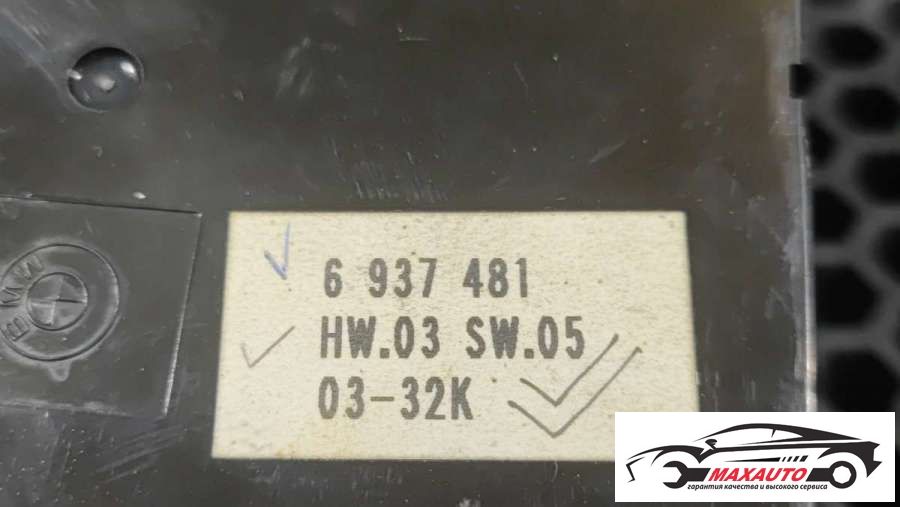 BMW
6 937 481
HW.03 SW.05
03-32K
MAXAUTO
гарантия качества и высокого сервиса